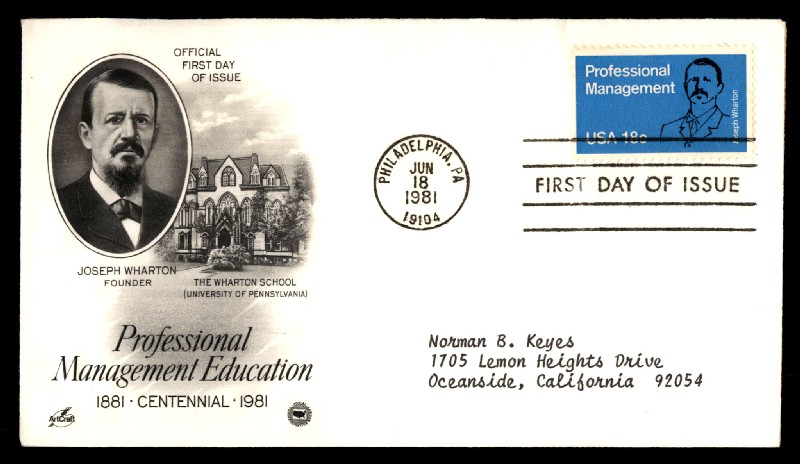 OFFICIAL
FIRST DAY
OF ISSUE
JOSEPH WHARTON
FOUNDER
THE WHARTON SCHOOL
(UNIVERSITY OF PENNSYLVANIA)
Professional
Management Education
1881 · CENTENNIAL · 1981
ArtCraft
PHILADELPHIA, PA
JUN
18
1981
19104
Professional
Management
USA 18c
Joseph Wharton
FIRST DAY OF ISSUE
Norman B. Keyes
1705 Lemon Heights Drive
Oceanside, California 92054